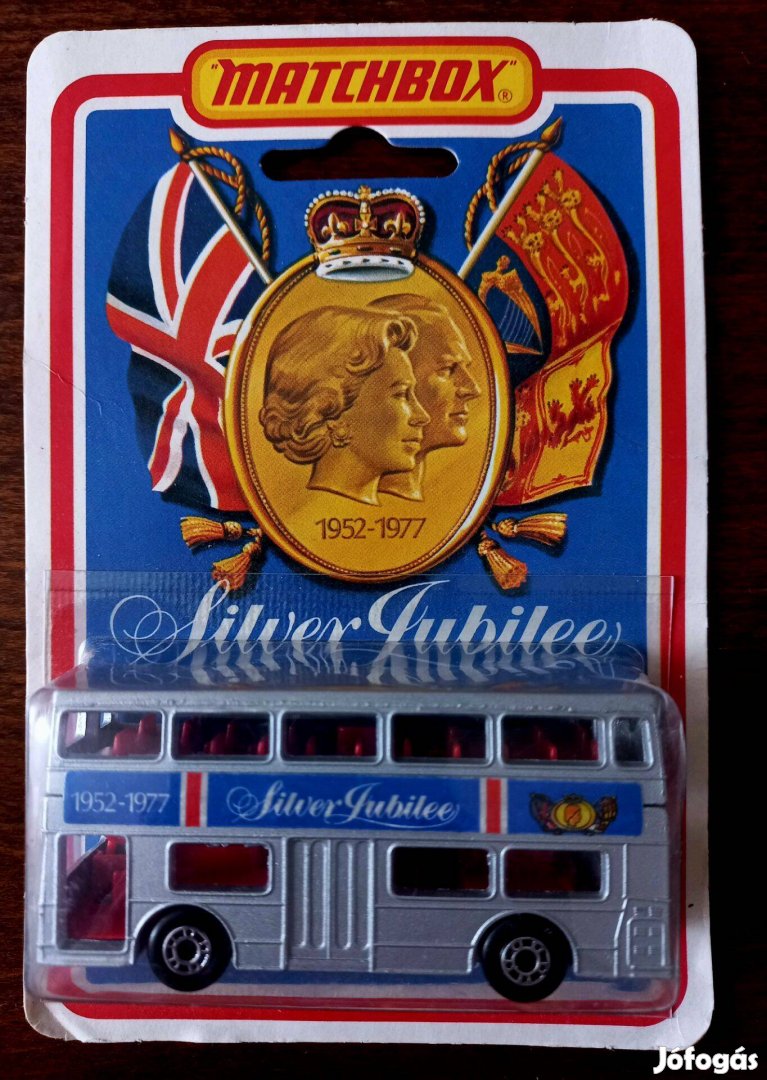 "MATCHBOX"®
1952-1977
Silver Jubilee
1952-1977 Silver Jubilee
Jófogás